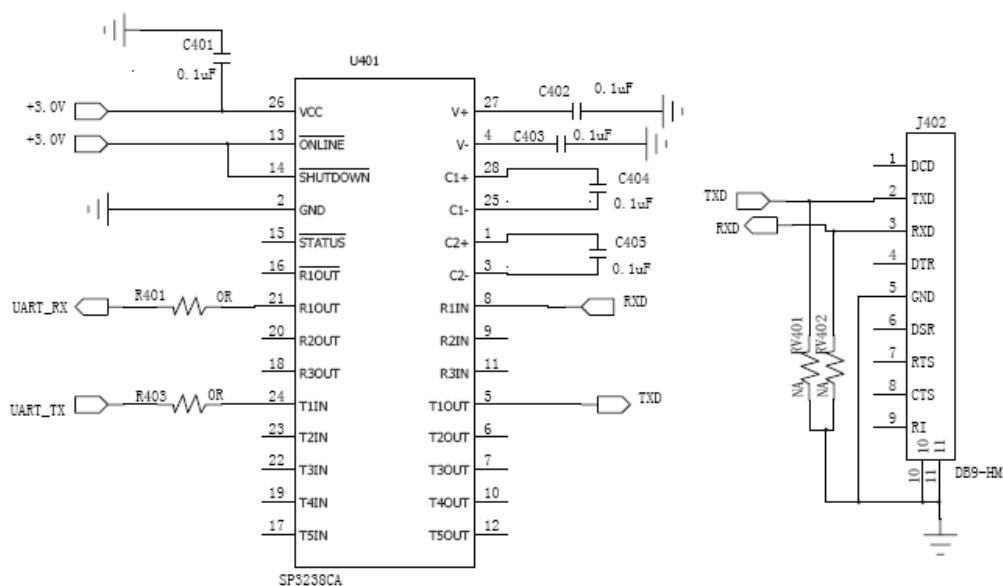 C401
0.1uF
U401
+3.0V
26
VCC
V+
27
C402
0.1uF
+3.0V
13
ONLINE
V-
4
C403
0.1uF
14
SHUTDOWN
C1+
28
C404
2
GND
C1-
25
0.1uF
15
STATUS
C2+
1
C405
16
R1OUT
C2-
3
0.1uF
UART_RX
R401
0R
21
R1OUT
R1IN
8
RXD
20
R2OUT
R2IN
9
18
R3OUT
R3IN
11
UART_TX
R403
0R
24
T1IN
T1OUT
5
TXD
23
T2IN
T2OUT
6
22
T3IN
T3OUT
7
19
T4IN
T4OUT
10
17
T5IN
T5OUT
12
SP3238CA
J402
1
DCD
TXD
2
TXD
RXD
3
RXD
4
DTR
5
GND
RV401
NA
RV402
NA
6
DSR
7
RTS
8
CTS
9
RI
10
11
10
11
DB9-HM